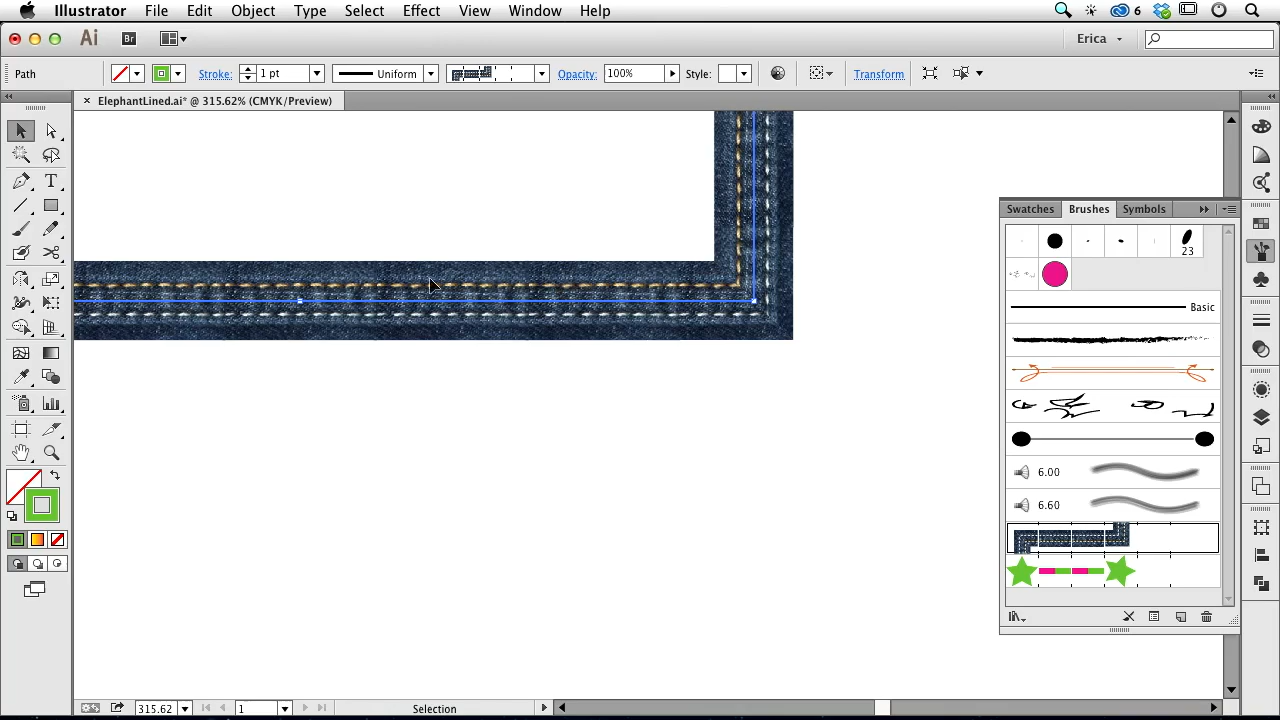 Illustrator File Edit Object Type Select Effect View Window Help 6
Ai Br Erica
Path Stroke: 1 pt Uniform Opacity: 100% Style: Transform
× ElephantLined.ai* @ 315.62% (CMYK/Preview)
T
Swatches Brushes Symbols
23
Basic
6.00
6.60
315.62 1 Selection